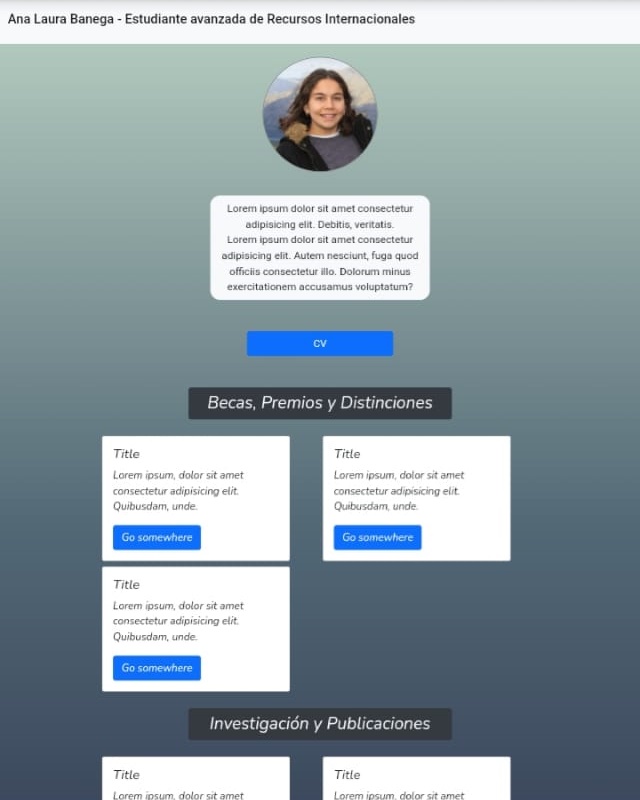 Ana Laura Banega - Estudiante avanzada de Recursos Internacionales
Lorem ipsum dolor sit amet consectetur
adipisicing elit. Debitis, veritatis.
Lorem ipsum dolor sit amet consectetur
adipisicing elit. Autem nesciunt, fuga quod
officiis consectetur illo. Dolorum minus
exercitationem accusamus voluptatum?
CV
Becas, Premios y Distinciones
Title
Lorem ipsum, dolor sit amet
consectetur adipisicing elit.
Quibusdam, unde.
Go somewhere
Title
Lorem ipsum, dolor sit amet
consectetur adipisicing elit.
Quibusdam, unde.
Go somewhere
Title
Lorem ipsum, dolor sit amet
consectetur adipisicing elit.
Quibusdam, unde.
Go somewhere
Investigación y Publicaciones
Title
Lorem ipsum, dolor sit amet
Title
Lorem ipsum, dolor sit amet